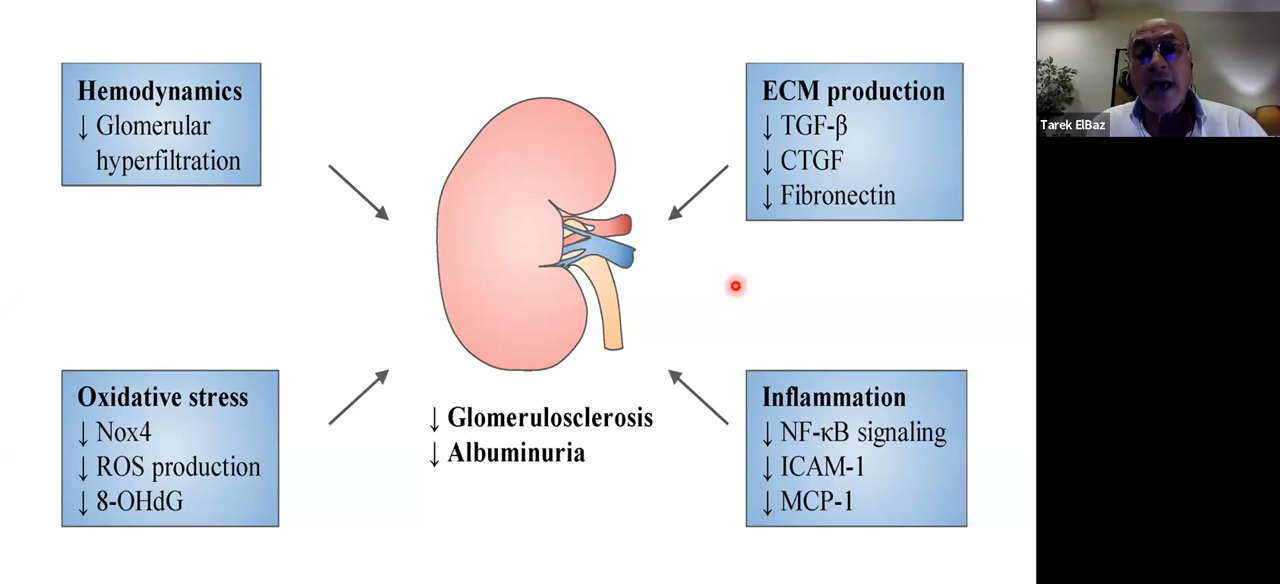 Hemodynamics
↓ Glomerular
hyperfiltration
ECM production
↓ TGF-β
↓ CTGF
↓ Fibronectin
Tarek ElBaz
Oxidative stress
↓ Nox4
↓ ROS production
↓ 8-OHdG
↓ Glomerulosclerosis
↓ Albuminuria
Inflammation
↓ NF-κB signaling
↓ ICAM-1
↓ MCP-1